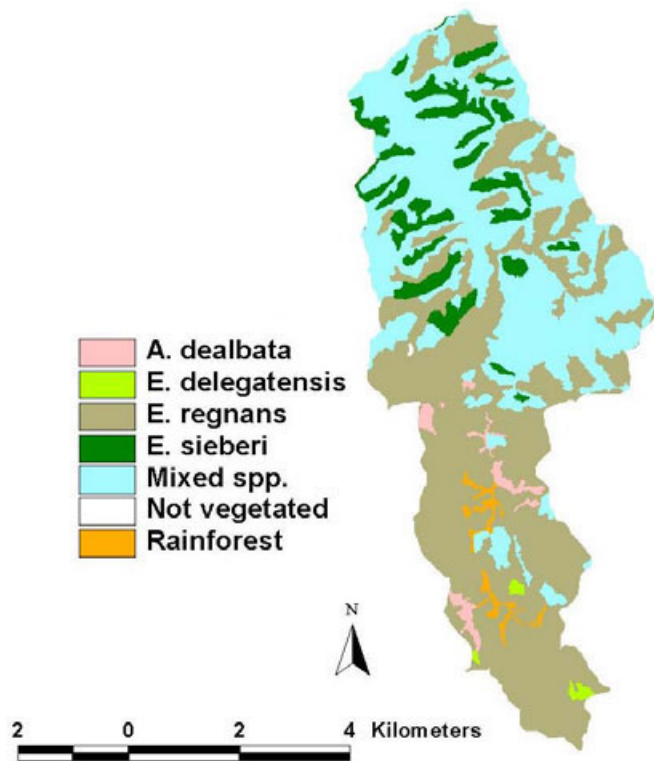 A. dealbata
E. delegatensis
E. regnans
E. sieberi
Mixed spp.
Not vegetated
Rainforest
N
2 0 2 4 Kilometers